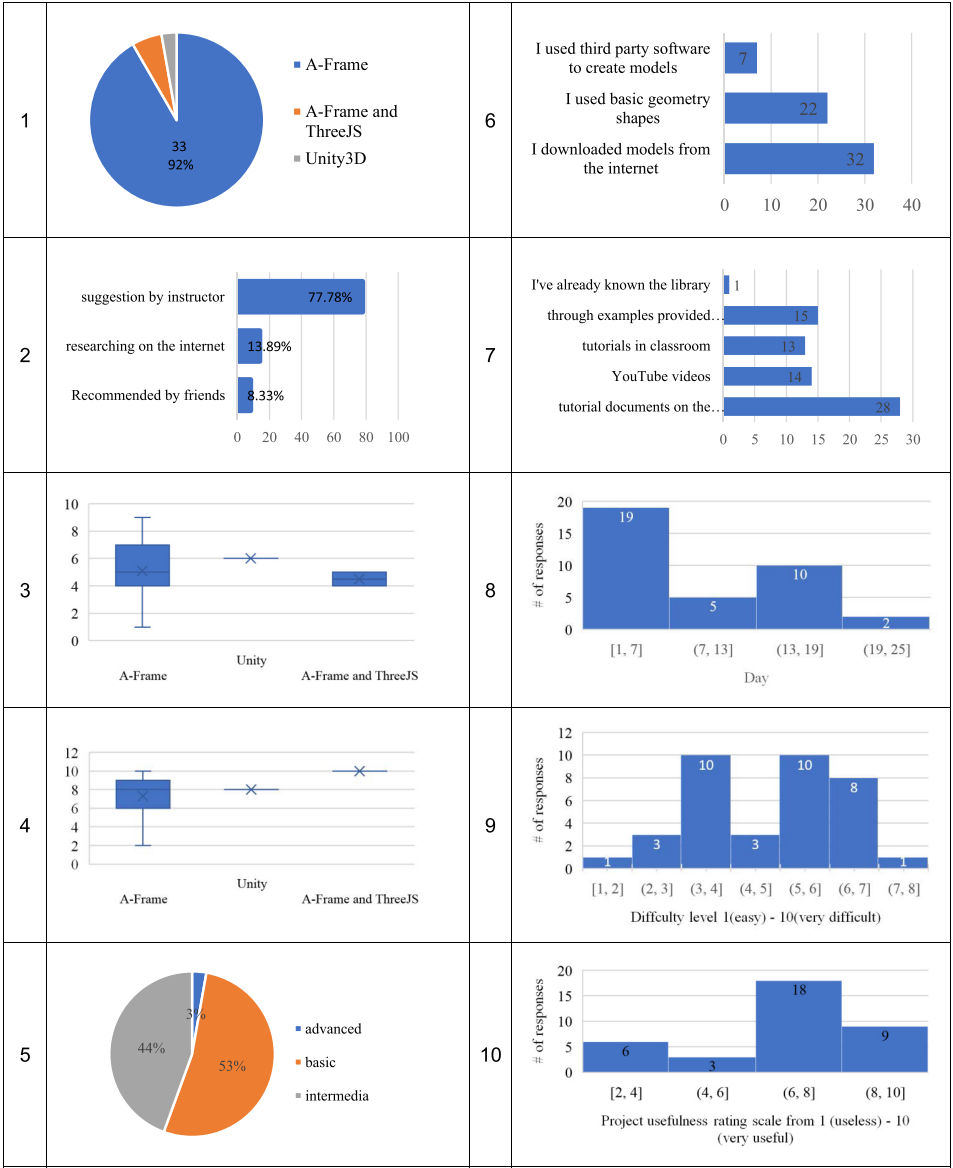 1
33
92%
A-Frame
A-Frame and
ThreeJS
Unity3D
6
I used third party software
to create models
7
I used basic geometry
shapes
22
I downloaded models from
the internet
32
0 10 20 30 40
2
suggestion by instructor
77.78%
researching on the internet
13.89%
Recommended by friends
8.33%
0 20 40 60 80 100
7
I've already known the library
1
through examples provided…
15
tutorials in classroom
13
YouTube videos
14
tutorial documents on the…
28
0 5 10 15 20 25 30
3
10
8
6
4
2
0
A-Frame
Unity
A-Frame and ThreeJS
8
# of responses
20
15
10
5
0
19
5
10
2
[1, 7] (7, 13] (13, 19] (19, 25]
Day
4
12
10
8
6
4
2
0
A-Frame
Unity
A-Frame and ThreeJS
9
# of responses
12
10
8
6
4
2
0
1
3
10
3
10
8
1
[1, 2] (2, 3] (3, 4] (4, 5] (5, 6] (6, 7] (7, 8]
Diffculty level 1(easy) - 10(very difficult)
5
3%
44%
53%
advanced
basic
intermedia
10
# of responses
20
15
10
5
0
6
3
18
9
[2, 4] (4, 6] (6, 8] (8, 10]
Project usefulness rating scale from 1 (useless) - 10
(very useful)